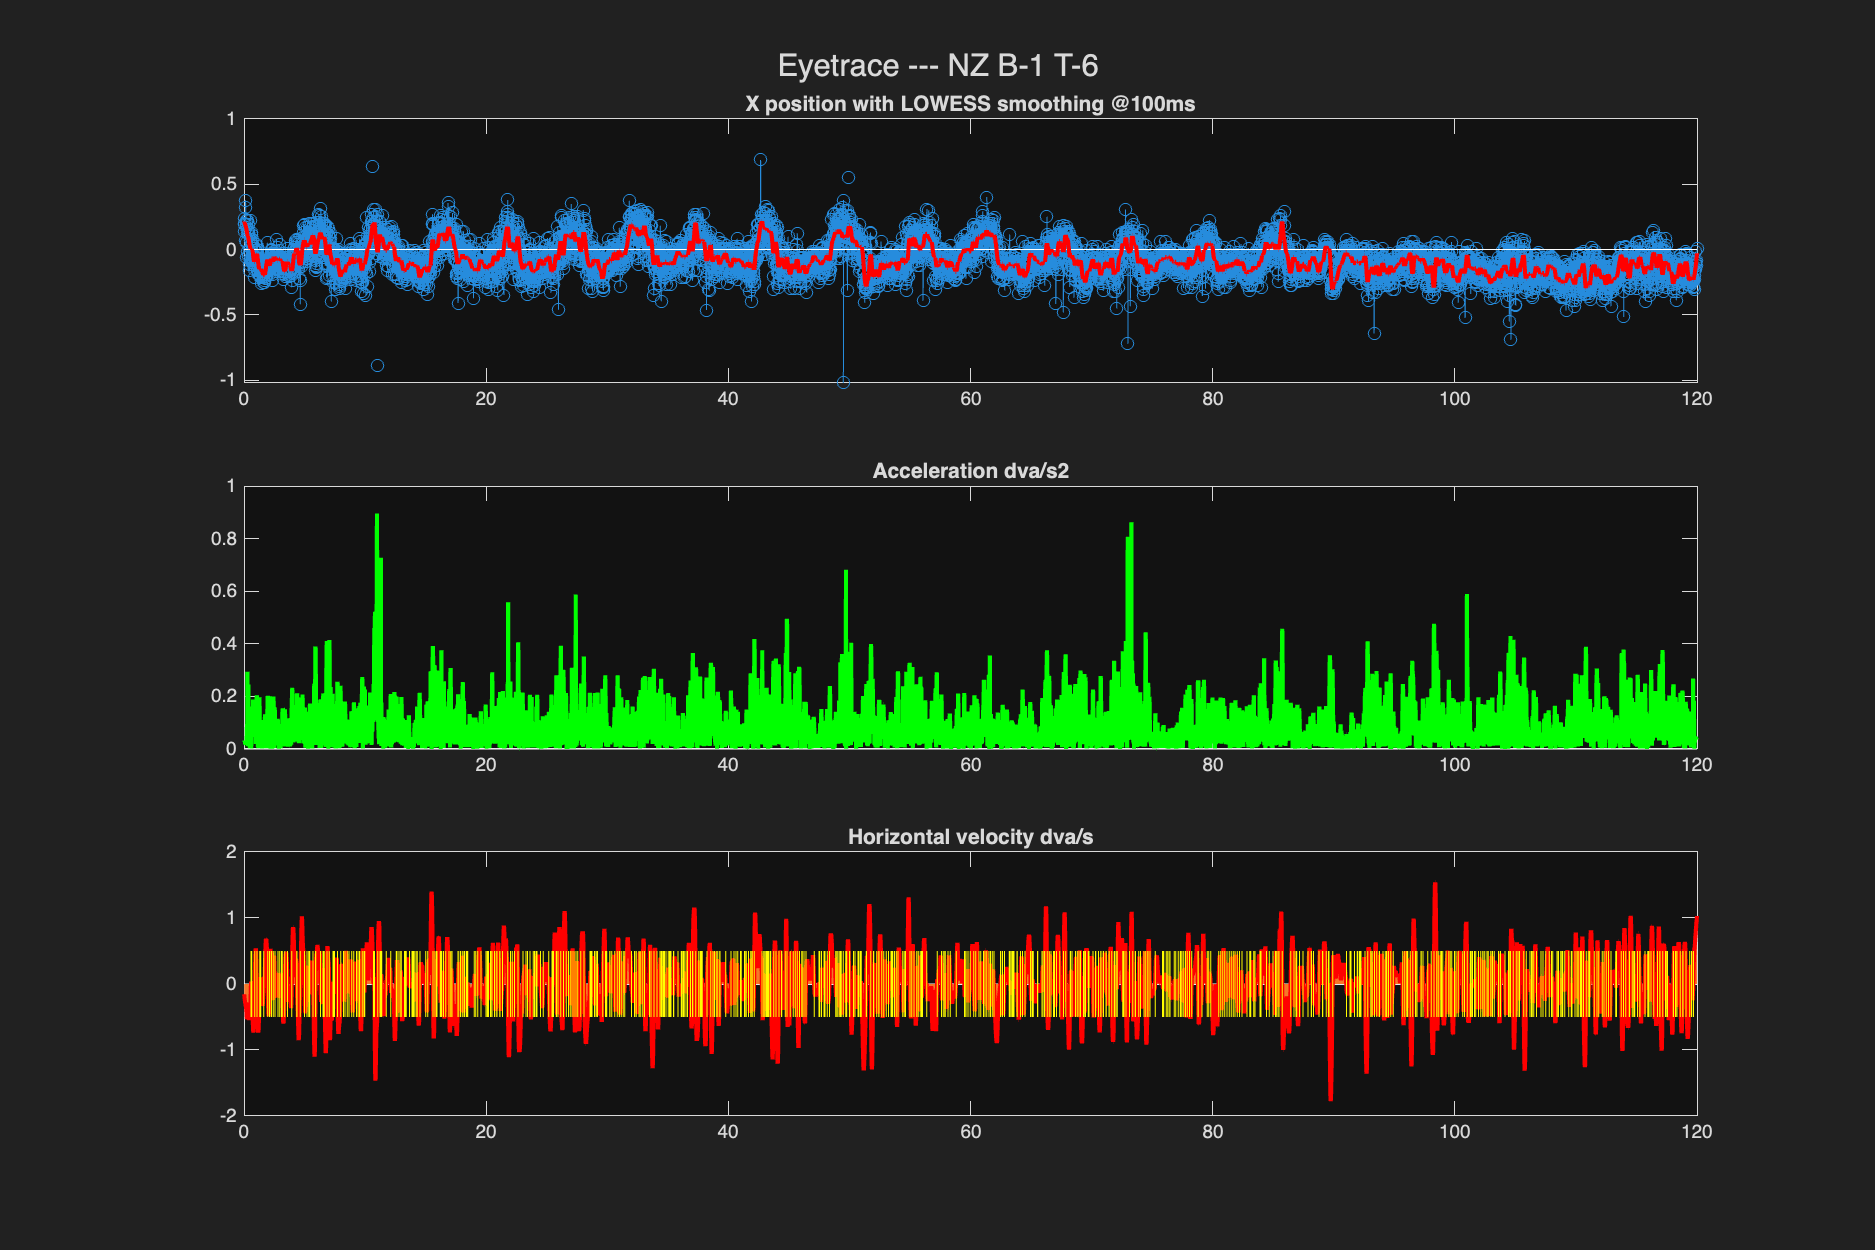 Eyetrace --- NZ B-1 T-6
X position with LOWESS smoothing @100ms
1
0.5
0
-0.5
-1
0 20 40 60 80 100 120
Acceleration dva/s2
1
0.8
0.6
0.4
0.2
0
0 20 40 60 80 100 120
Horizontal velocity dva/s
2
1
0
-1
-2
0 20 40 60 80 100 120